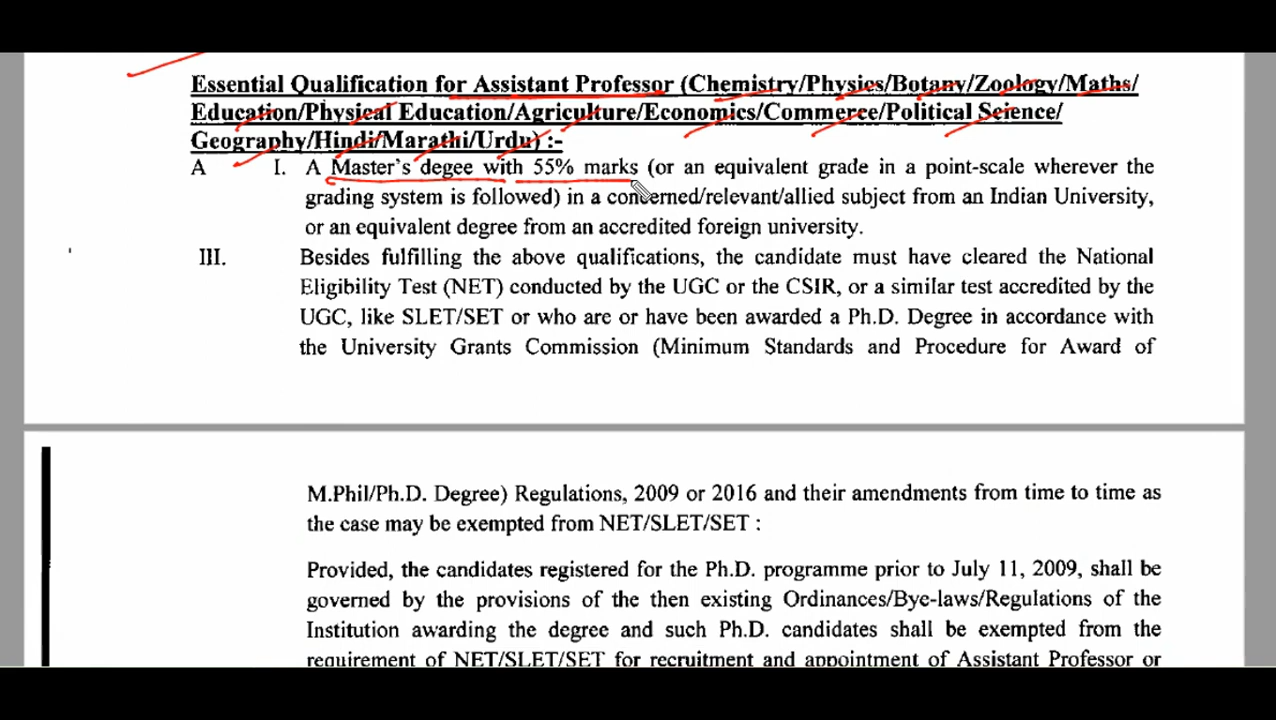 Essential Qualification for Assistant Professor (Chemistry/Physics/Botany/Zoology/Maths/
Education/Physical Education/Agriculture/Economics/Commerce/Political Science/
Geography/Hindi/Marathi/Urdu) :-
A I. A Master's degee with 55% marks (or an equivalent grade in a point-scale wherever the
grading system is followed) in a concerned/relevant/allied subject from an Indian University,
or an equivalent degree from an accredited foreign university.
III. Besides fulfilling the above qualifications, the candidate must have cleared the National
Eligibility Test (NET) conducted by the UGC or the CSIR, or a similar test accredited by the
UGC, like SLET/SET or who are or have been awarded a Ph.D. Degree in accordance with
the University Grants Commission (Minimum Standards and Procedure for Award of
M.Phil/Ph.D. Degree) Regulations, 2009 or 2016 and their amendments from time to time as
the case may be exempted from NET/SLET/SET :
Provided, the candidates registered for the Ph.D. programme prior to July 11, 2009, shall be
governed by the provisions of the then existing Ordinances/Bye-laws/Regulations of the
Institution awarding the degree and such Ph.D. candidates shall be exempted from the
requirement of NET/SLET/SET for recruitment and appointment of Assistant Professor or